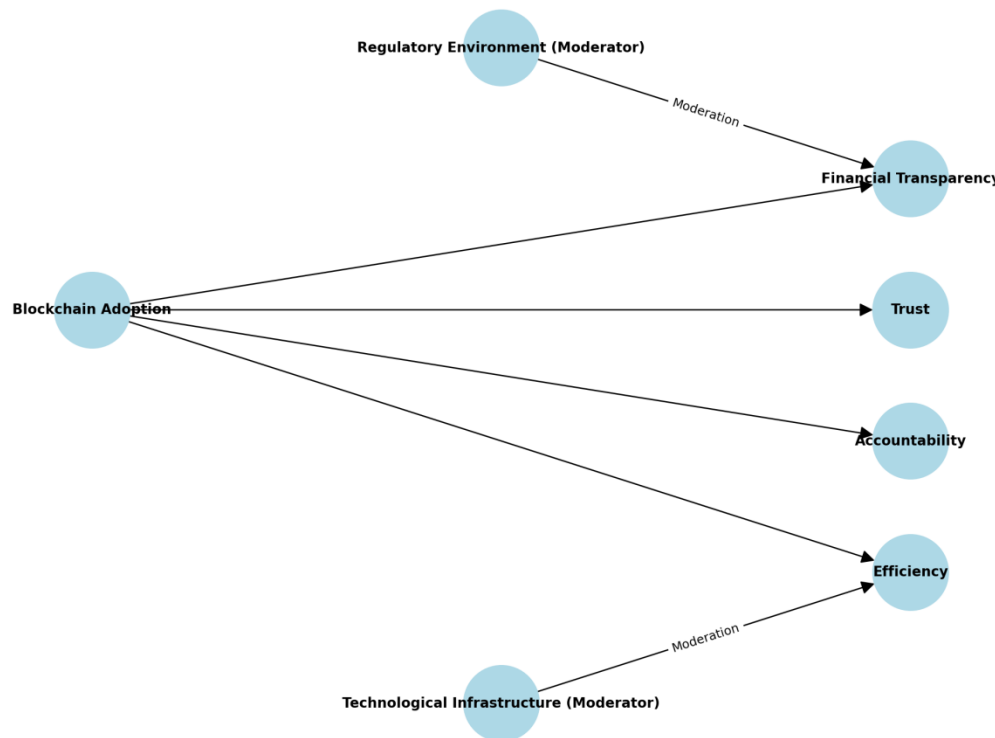 Regulatory Environment (Moderator)
Moderation
Financial Transparency
Blockchain Adoption
Trust
Accountability
Efficiency
Moderation
Technological Infrastructure (Moderator)